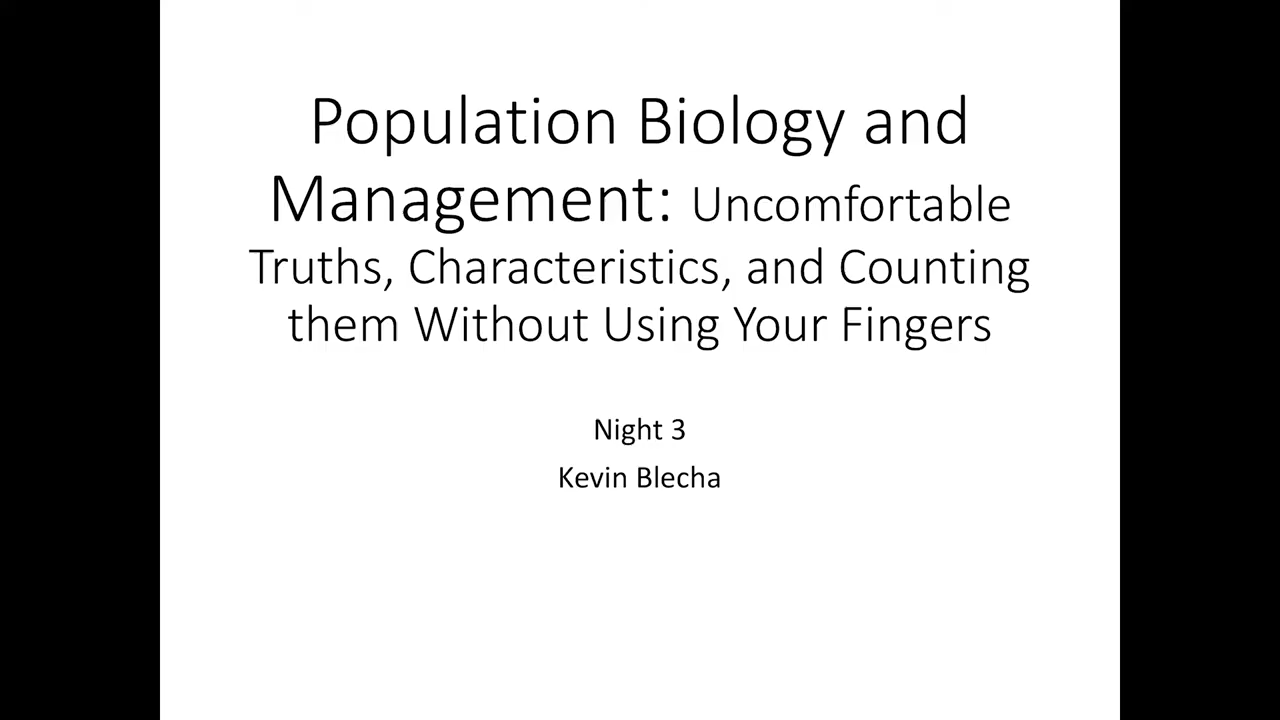 Population Biology and
Management: Uncomfortable
Truths, Characteristics, and Counting
them Without Using Your Fingers
Night 3
Kevin Blecha